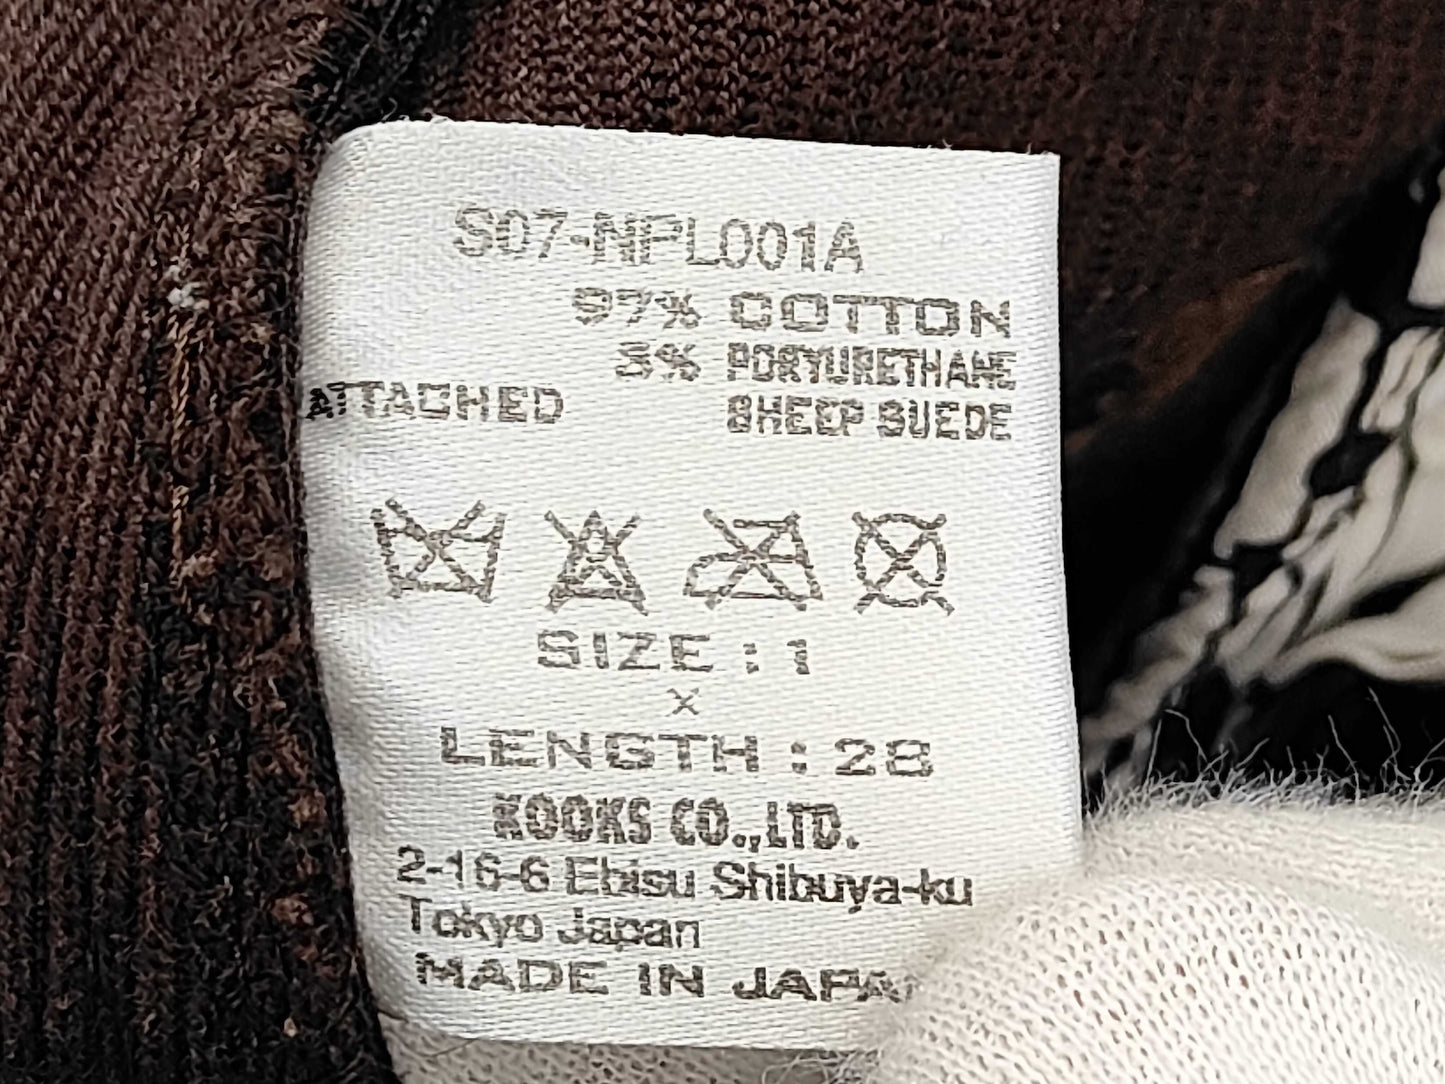 S07-NPL001A
97% COTTON
3% PORYURETHANE
ATTACHED SHEEP SUEDE
SIZE : 1
x
LENGTH : 28
KOOKS CO.,LTD.
2-16-6 Ebisu Shibuya-ku
Tokyo Japan
MADE IN JAPA